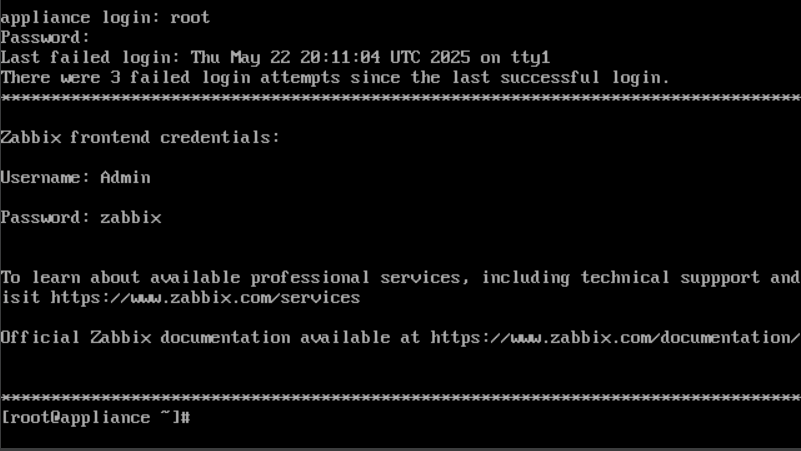 appliance login: root
Password:
Last failed login: Thu May 22 20:11:04 UTC 2025 on tty1
There were 3 failed login attempts since the last successful login.
********************************************************************************
Zabbix frontend credentials:
Username: Admin
Password: zabbix
To learn about available professional services, including technical suppport and
isit https://www.zabbix.com/services
Official Zabbix documentation available at https://www.zabbix.com/documentation/
********************************************************************************
[root@appliance ~]#